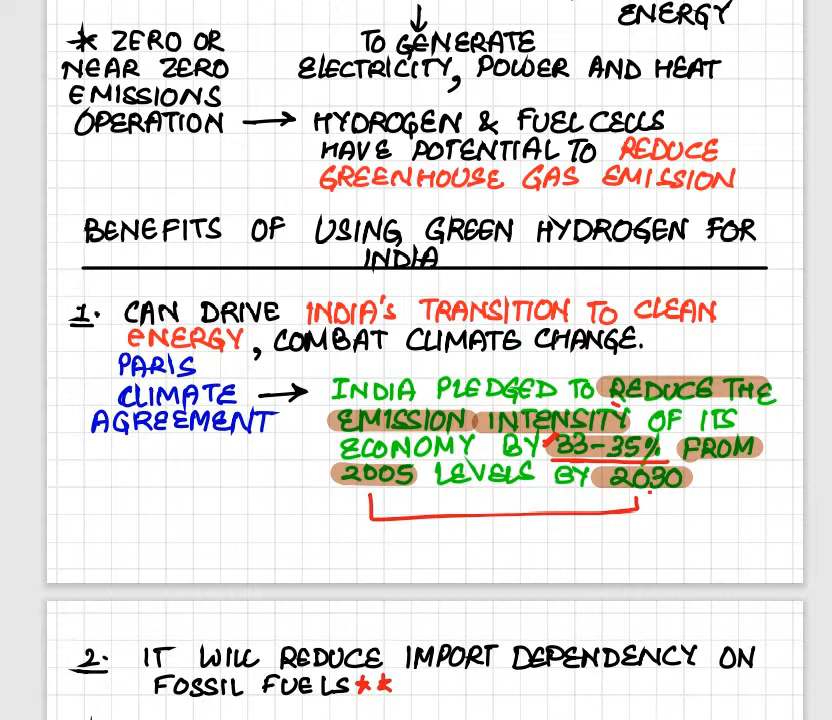 ENERGY
* ZERO OR
NEAR ZERO
EMISSIONS
OPERATION → HYDROGEN & FUEL CELLS
TO GENERATE
ELECTRICITY, POWER AND HEAT
HAVE POTENTIAL TO REDUCE
GREENHOUSE GAS EMISSION
BENEFITS OF USING GREEN HYDROGEN FOR
INDIA
1. CAN DRIVE INDIA'S TRANSITION TO CLEAN
ENERGY, COMBAT CLIMATE CHANGE.
PARIS
CLIMATE →
AGREEMENT
INDIA PLEDGED TO REDUCE THE
EMISSION INTENSITY OF ITS
ECONOMY BY 33-35% FROM
2005 LEVELS BY 2030
2. IT WILL REDUCE IMPORT DEPENDENCY ON
FOSSIL FUELS**